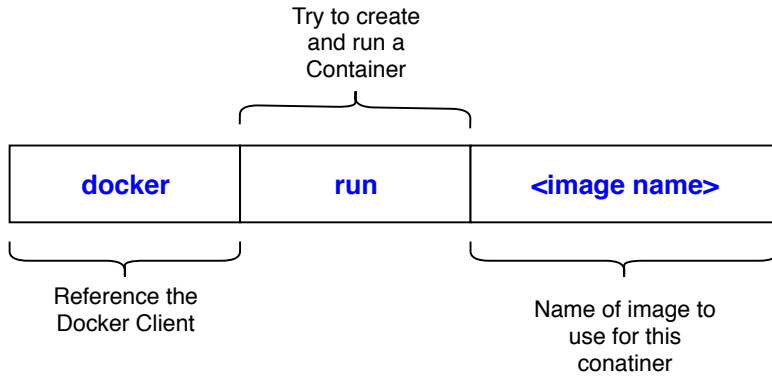 Try to create
and run a
Container
docker run <image name>
Reference the
Docker Client
Name of image to
use for this
conatiner